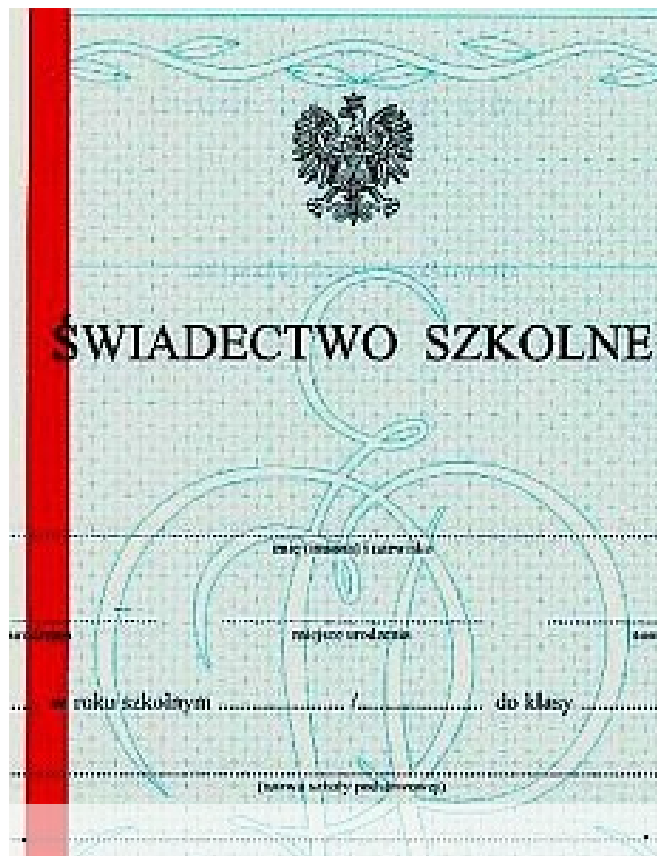 ŚWIADECTWO SZKOLNE
imię (imiona) i nazwisko
miejsce urodzenia
w roku szkolnym ............ /............ do klasy ............
(nazwa szkoły podstawowej)